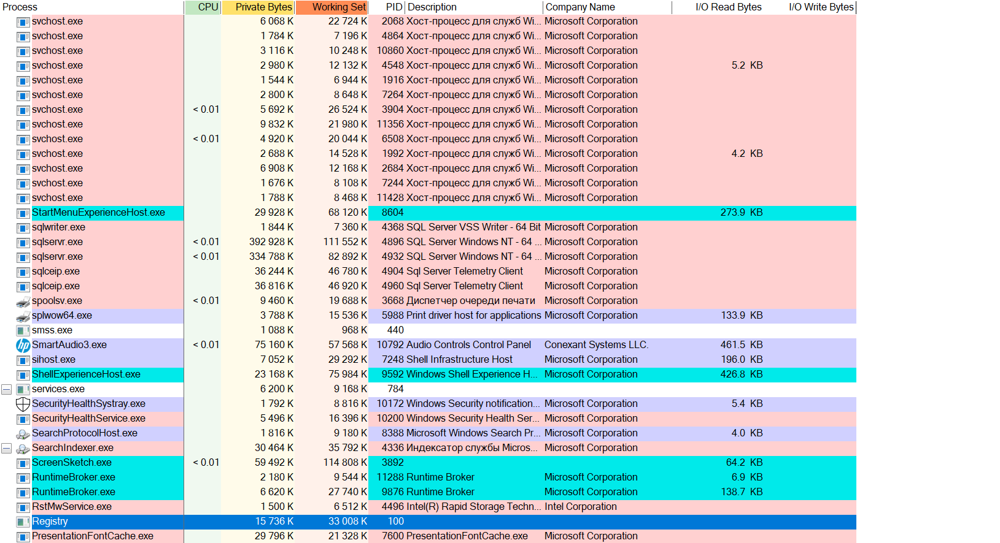 Process CPU Private Bytes Working Set PID Description Company Name I/O Read Bytes I/O Write Bytes
svchost.exe 6 068 K 22 724 K 2068 Хост-процесс для служб Wi... Microsoft Corporation
svchost.exe 1 784 K 7 196 K 4864 Хост-процесс для служб Wi... Microsoft Corporation
svchost.exe 3 116 K 10 248 K 10860 Хост-процесс для служб Wi... Microsoft Corporation
svchost.exe 2 980 K 12 132 K 4548 Хост-процесс для служб Wi... Microsoft Corporation 5.2 KB
svchost.exe 1 544 K 6 944 K 1916 Хост-процесс для служб Wi... Microsoft Corporation
svchost.exe 2 800 K 8 648 K 7264 Хост-процесс для служб Wi... Microsoft Corporation
svchost.exe < 0.01 5 692 K 26 524 K 3904 Хост-процесс для служб Wi... Microsoft Corporation
svchost.exe 9 832 K 21 980 K 11356 Хост-процесс для служб Wi... Microsoft Corporation
svchost.exe < 0.01 4 920 K 20 044 K 6508 Хост-процесс для служб Wi... Microsoft Corporation
svchost.exe 2 688 K 14 528 K 1992 Хост-процесс для служб Wi... Microsoft Corporation 4.2 KB
svchost.exe 6 908 K 12 168 K 2684 Хост-процесс для служб Wi... Microsoft Corporation
svchost.exe 1 676 K 8 108 K 7244 Хост-процесс для служб Wi... Microsoft Corporation
svchost.exe 1 788 K 8 468 K 11428 Хост-процесс для служб Wi... Microsoft Corporation
StartMenuExperienceHost.exe 29 928 K 68 120 K 8604 273.9 KB
sqlwriter.exe 1 844 K 7 360 K 4368 SQL Server VSS Writer - 64 Bit Microsoft Corporation
sqlservr.exe < 0.01 392 928 K 111 552 K 4896 SQL Server Windows NT - 64 ... Microsoft Corporation
sqlservr.exe < 0.01 334 788 K 82 892 K 4932 SQL Server Windows NT - 64 ... Microsoft Corporation
sqlceip.exe 36 244 K 46 780 K 4904 Sql Server Telemetry Client Microsoft Corporation
sqlceip.exe 36 816 K 46 920 K 4960 Sql Server Telemetry Client Microsoft Corporation
spoolsv.exe < 0.01 9 460 K 19 688 K 3668 Диспетчер очереди печати Microsoft Corporation
splwow64.exe 3 788 K 15 536 K 5988 Print driver host for applications Microsoft Corporation 133.9 KB
smss.exe 1 088 K 968 K 440
hp SmartAudio3.exe < 0.01 75 160 K 57 568 K 10792 Audio Controls Control Panel Conexant Systems LLC. 461.5 KB
sihost.exe 7 052 K 29 292 K 7248 Shell Infrastructure Host Microsoft Corporation 196.0 KB
ShellExperienceHost.exe 23 168 K 75 984 K 9592 Windows Shell Experience H... Microsoft Corporation 426.8 KB
services.exe 6 200 K 9 168 K 784
SecurityHealthSystray.exe 1 792 K 8 816 K 10172 Windows Security notification... Microsoft Corporation 5.4 KB
SecurityHealthService.exe 5 496 K 16 396 K 10200 Windows Security Health Ser... Microsoft Corporation
SearchProtocolHost.exe 1 816 K 9 180 K 8388 Microsoft Windows Search Pr... Microsoft Corporation 4.0 KB
SearchIndexer.exe 30 464 K 35 792 K 4336 Индексатор службы Micros... Microsoft Corporation
ScreenSketch.exe < 0.01 59 492 K 114 808 K 3892 64.2 KB
RuntimeBroker.exe 2 180 K 9 544 K 11288 Runtime Broker Microsoft Corporation 6.9 KB
RuntimeBroker.exe 6 620 K 27 740 K 9876 Runtime Broker Microsoft Corporation 138.7 KB
RstMwService.exe 1 500 K 6 512 K 4496 Intel(R) Rapid Storage Techn... Intel Corporation
Registry 15 736 K 33 008 K 100
PresentationFontCache.exe 29 796 K 21 328 K 7600 PresentationFontCache.exe Microsoft Corporation